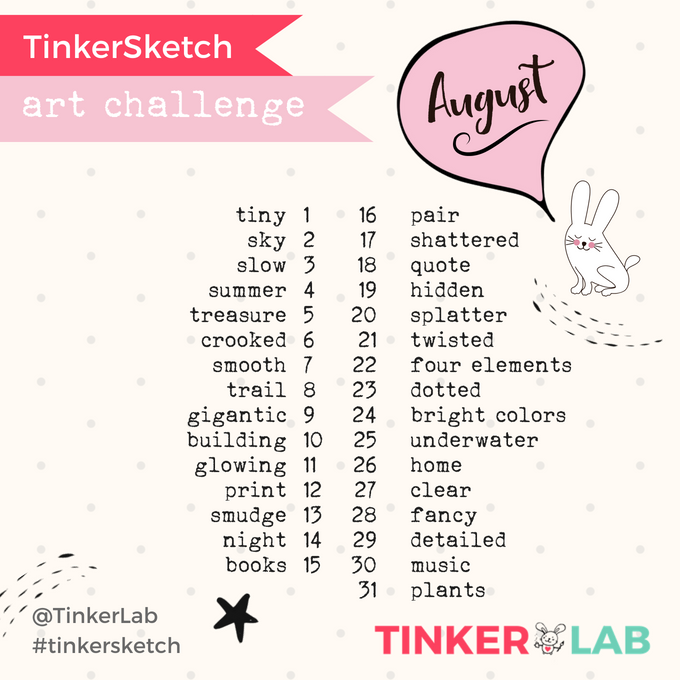 TinkerSketch
art challenge
August
tiny 1
sky 2
slow 3
summer 4
treasure 5
crooked 6
smooth 7
trail 8
gigantic 9
building 10
glowing 11
print 12
smudge 13
night 14
books 15
16 pair
17 shattered
18 quote
19 hidden
20 splatter
21 twisted
22 four elements
23 dotted
24 bright colors
25 underwater
26 home
27 clear
28 fancy
29 detailed
30 music
31 plants
@TinkerLab
#tinkersketch
TINKER LAB